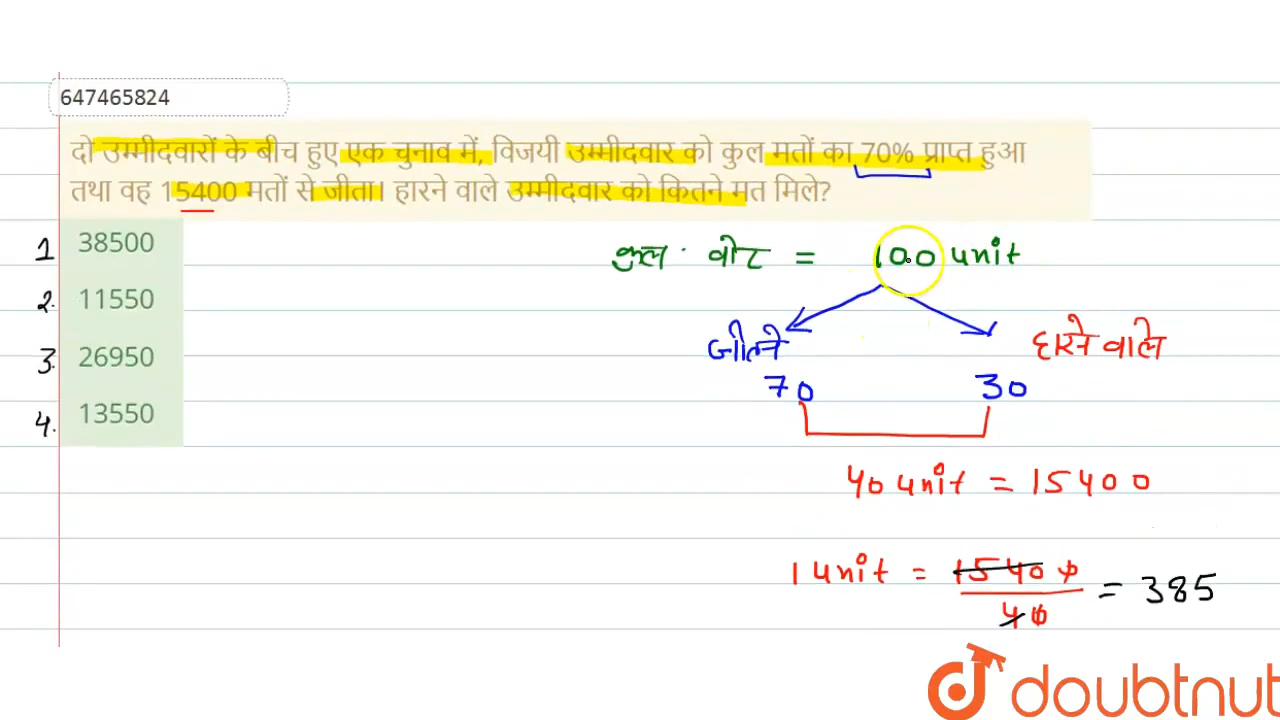 647465824
दो उम्मीदवारों के बीच हुए एक चुनाव में, विजयी उम्मीदवार को कुल मतों का 70% प्राप्त हुआ
तथा वह 15400 मतों से जीता। हारने वाले उम्मीदवार को कितने मत मिले?
1 38500
2. 11550
3. 26950
4. 13550
कुल वोट = 100 unit
जीतने हारने वाले
70 30
40 unit = 15400
1 unit = 15400/40 = 385
doubtnut